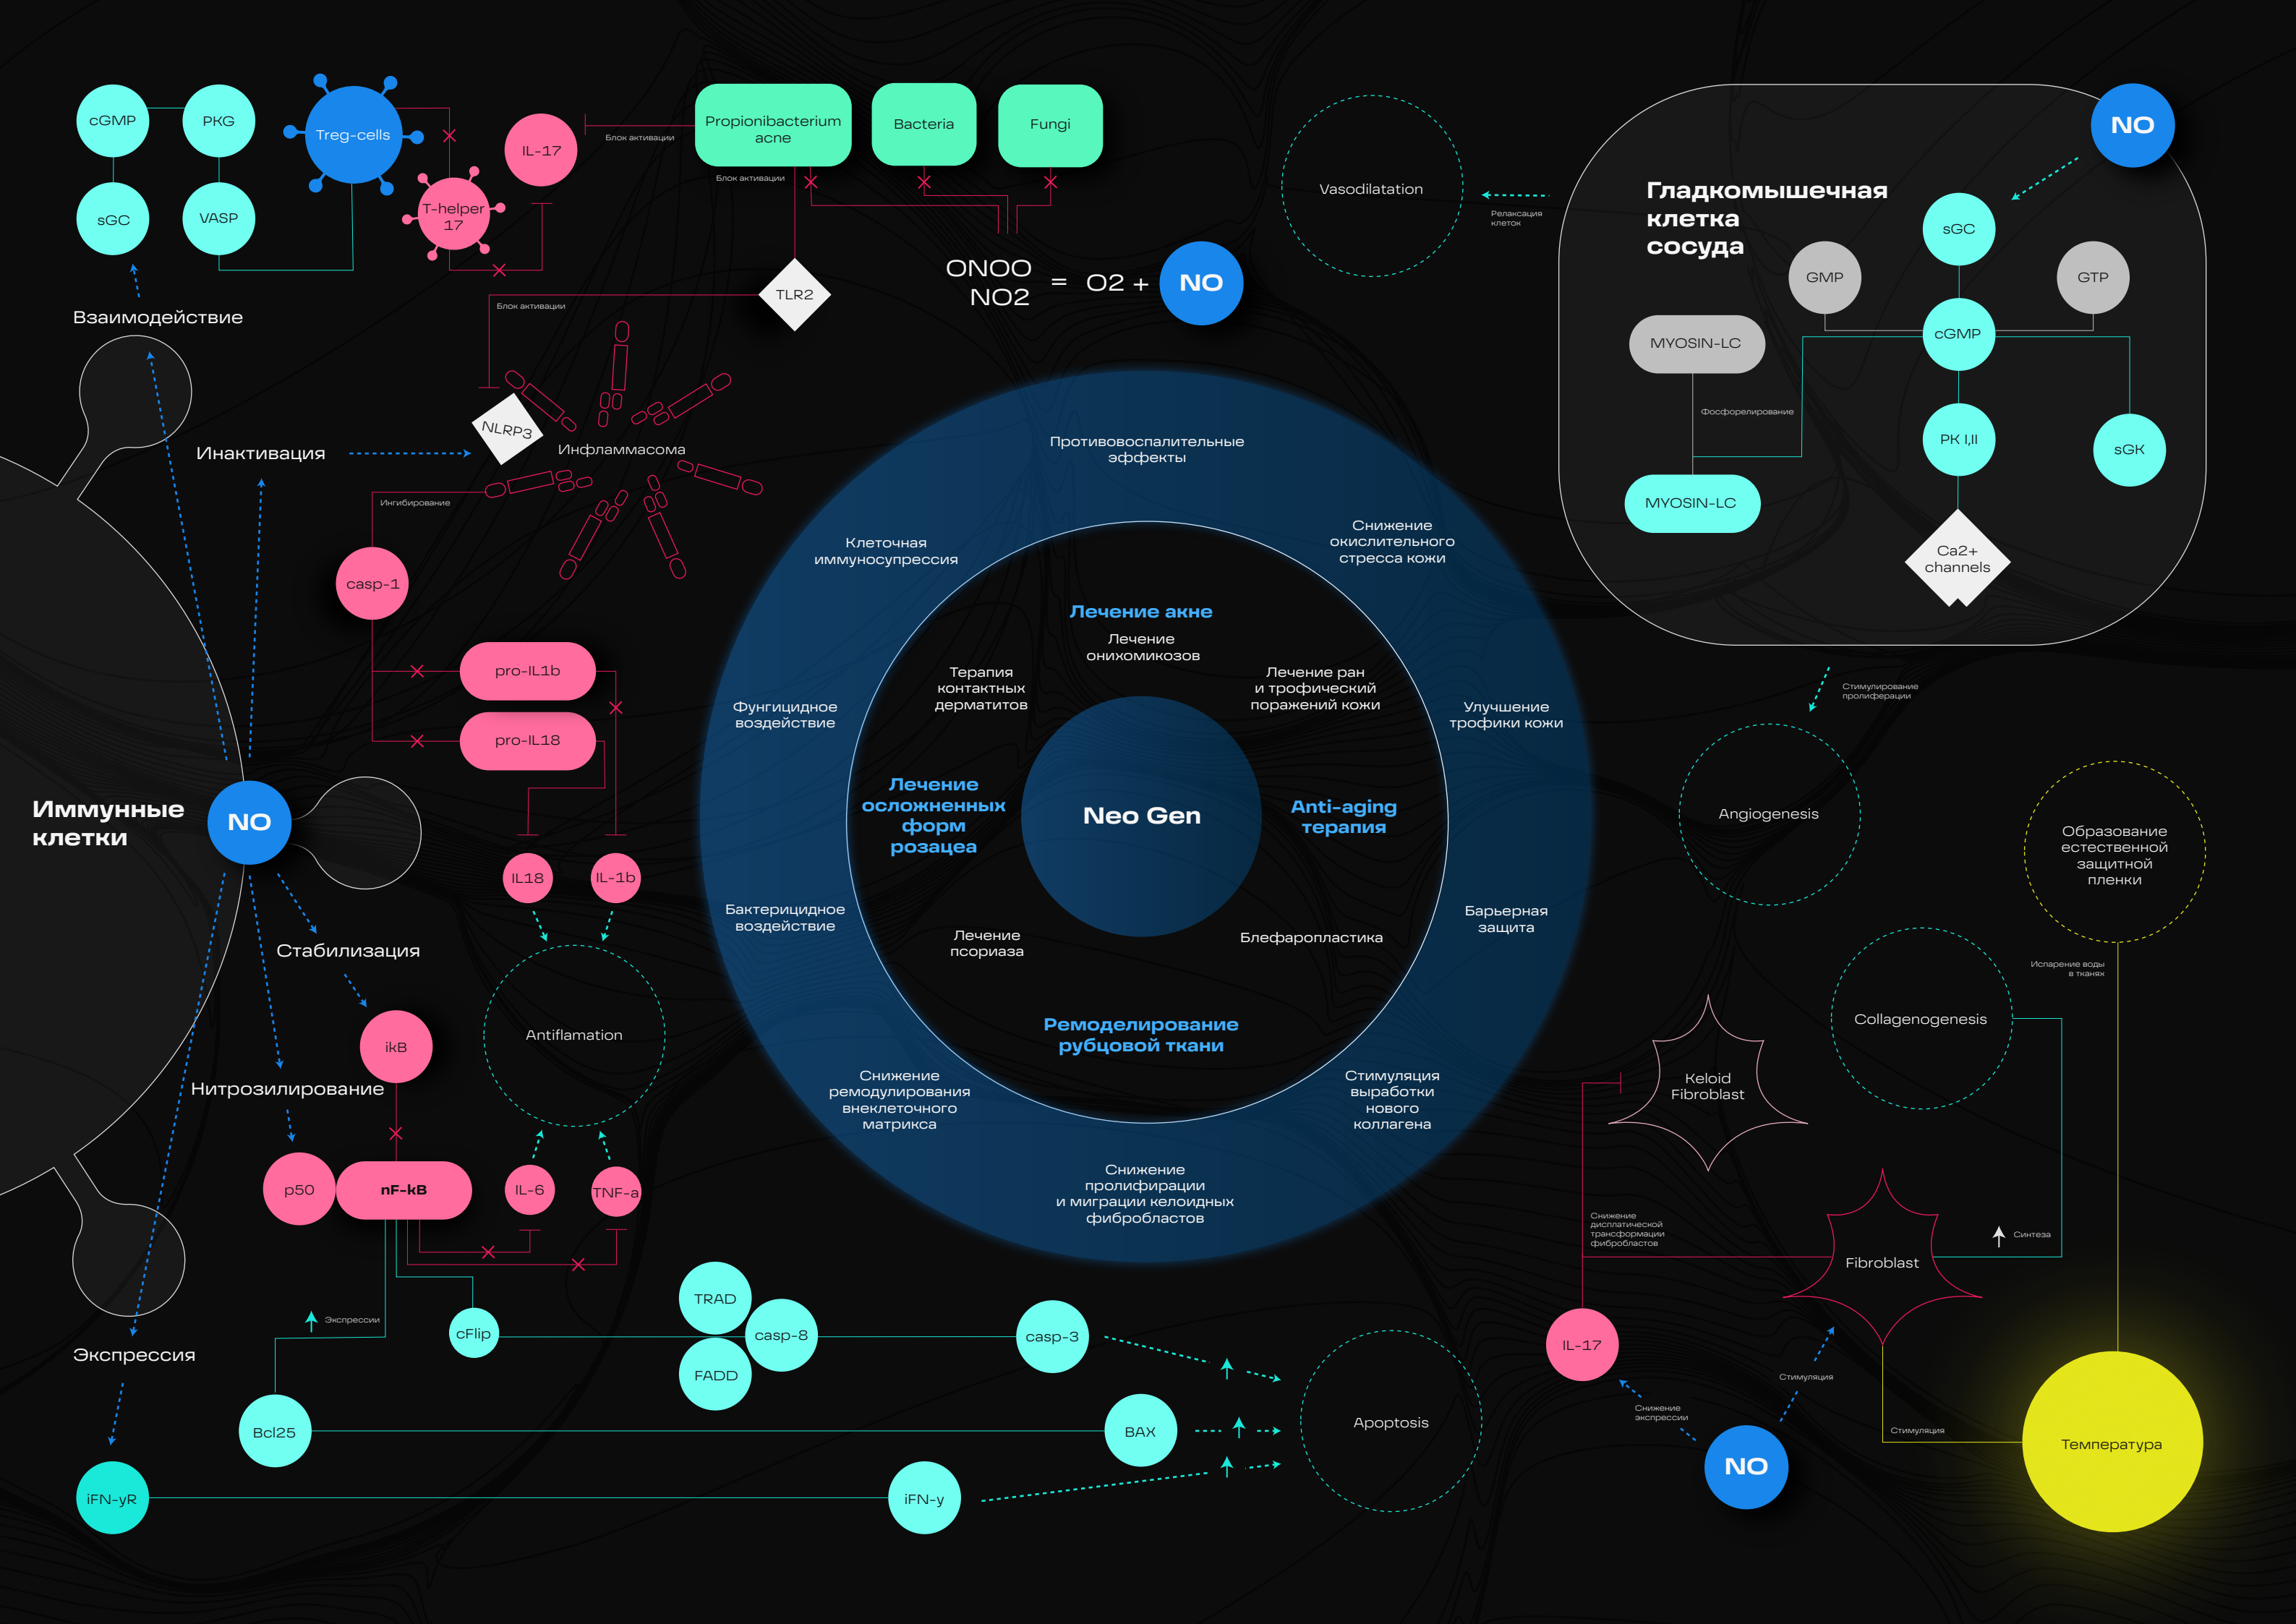 cGMP
PKG
Treg-cells
IL-17
sGC
VASP
T-helper
17
Блок активации
Блок активации
Propionibacterium
acne
Bacteria
Fungi
Взаимодействие
Блок активации
TLR2
ONOO
NO2
=
O2 +
NO
Vasodilatation
Релаксация
клеток
NO
Гладкомышечная
клетка
сосуда
sGC
GMP
GTP
MYOSIN-LC
cGMP
Фосфорелирование
PK I,II
sGK
MYOSIN-LC
Ca2+
channels
Инактивация
NLRP3
Инфламмасома
Ингибирование
casp-1
pro-IL1b
pro-IL18
Иммунные
клетки
NO
IL18
IL-1b
Стабилизация
ikB
Antiflamation
Нитрозилирование
p50
nF-kB
IL-6
TNF-a
Экспрессии
Экспрессия
cFlip
TRAD
FADD
casp-8
casp-3
Bcl25
BAX
iFN-yR
iFN-y
Apoptosis
Противовоспалительные
эффекты
Клеточная
иммуносупрессия
Снижение
окислительного
стресса кожи
Фунгицидное
воздействие
Улучшение
трофики кожи
Бактерицидное
воздействие
Барьерная
защита
Снижение
ремодулирования
внеклеточного
матрикса
Стимуляция
выработки
нового
коллагена
Снижение
пролифирации
и миграции келоидных
фибробластов
Лечение акне
Лечение
онихомикозов
Терапия
контактных
дерматитов
Лечение ран
и трофический
поражений кожи
Лечение
осложненных
форм
розацеа
Neo Gen
Anti-aging
терапия
Лечение
псориаза
Блефаропластика
Ремоделирование
рубцовой ткани
Стимулирование
пролиферации
Angiogenesis
Образование
естественной
защитной
пленки
Испарение воды
в тканях
Collagenogenesis
Keloid
Fibroblast
Снижение
дисплатической
трансформации
фибробластов
Fibroblast
Синтеза
IL-17
Снижение
экспрессии
Стимуляция
NO
Стимуляция
Температура